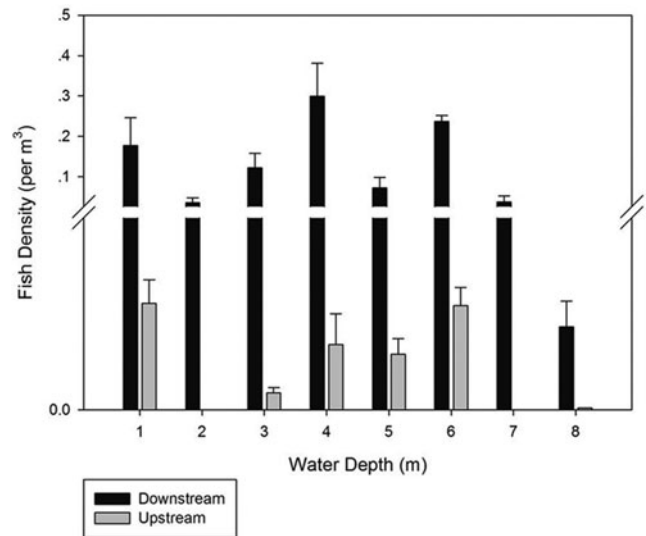 .5
.4
.3
.2
.1
0.0
Fish Density (per m³)
1 2 3 4 5 6 7 8
Water Depth (m)
Downstream
Upstream